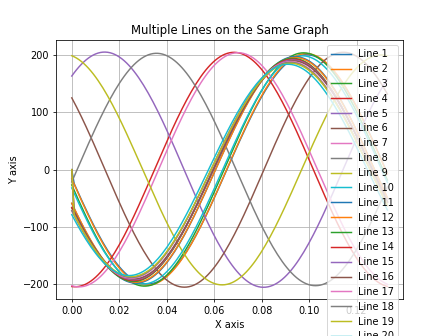 Multiple Lines on the Same Graph
Y axis
200
100
0
−100
−200
0.00
0.02
0.04
0.06
0.08
0.10
X axis
Line 1
Line 2
Line 3
Line 4
Line 5
Line 6
Line 7
Line 8
Line 9
Line 10
Line 11
Line 12
Line 13
Line 14
Line 15
Line 16
Line 17
Line 18
Line 19
Line 20